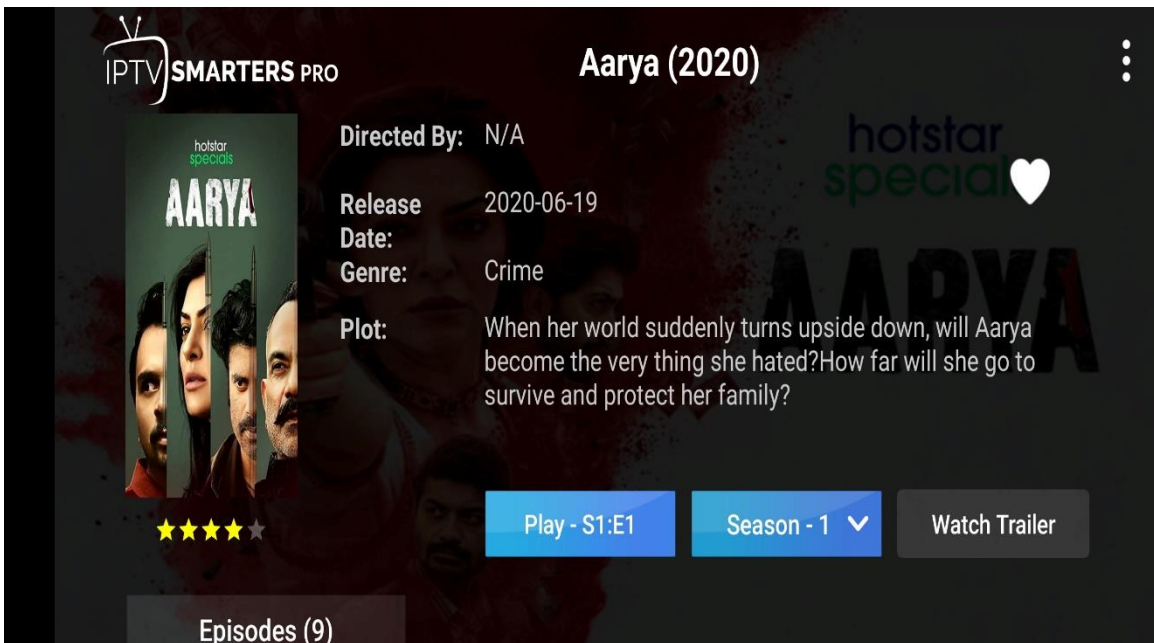 IPTV SMARTERS PRO
Aarya (2020)
hotstar
specials
AARYA
Directed By: N/A
Release
Date:
2020-06-19
Genre: Crime
Plot:
When her world suddenly turns upside down, will Aarya
become the very thing she hated?How far will she go to
survive and protect her family?
hotstar
special
AARYA
Play - S1:E1
Season - 1
Watch Trailer
Episodes (9)